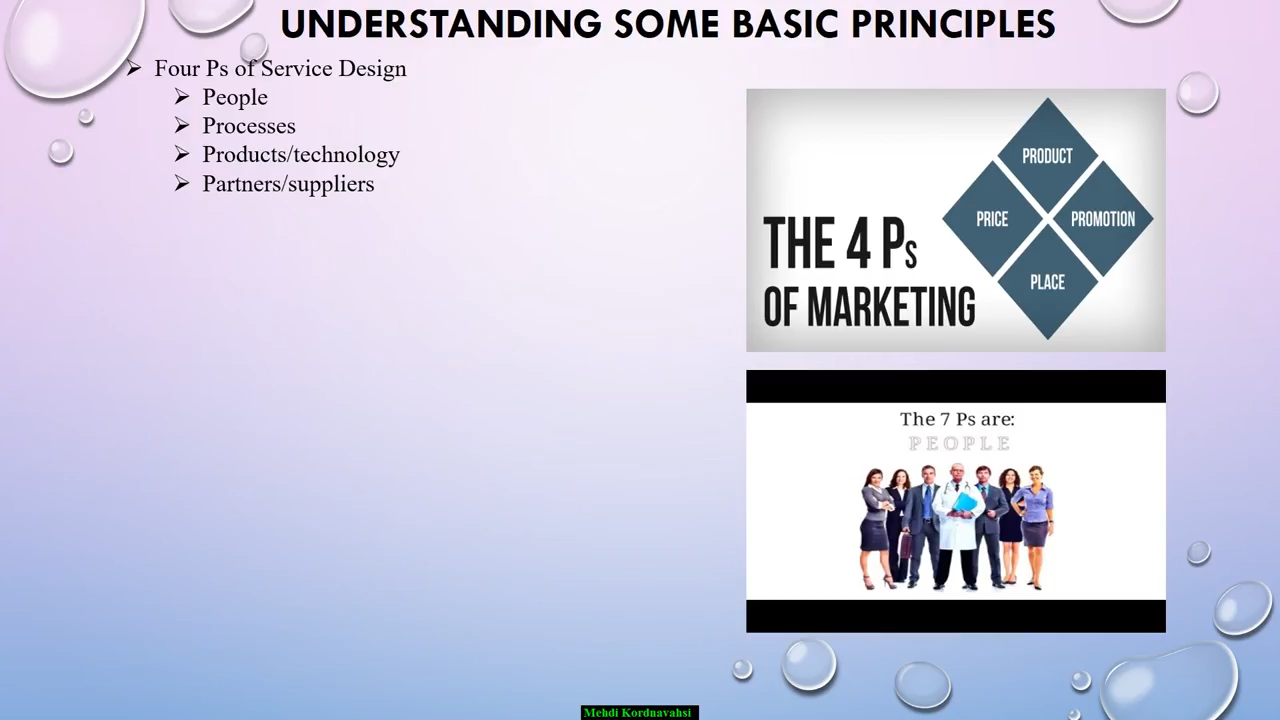 UNDERSTANDING SOME BASIC PRINCIPLES
Four Ps of Service Design
People
Processes
Products/technology
Partners/suppliers
THE 4 Ps
OF MARKETING
PRODUCT
PRICE
PROMOTION
PLACE
The 7 Ps are:
PEOPLE
Mehdi Kordnavahsi